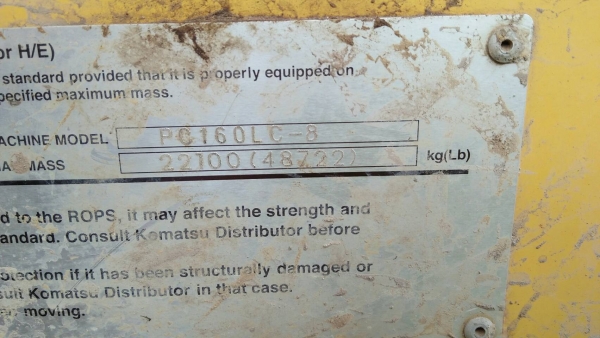 or H/E)
standard provided that it is properly equipped on
pecified maximum mass.
MACHINE MODEL PC160LC-8
MASS 22100(48722) kg(Lb)
d to the ROPS, it may affect the strength and
andard. Consult Komatsu Distributor before
otection if it has been structurally damaged or
sult Komatsu Distributor in that case.
moving.